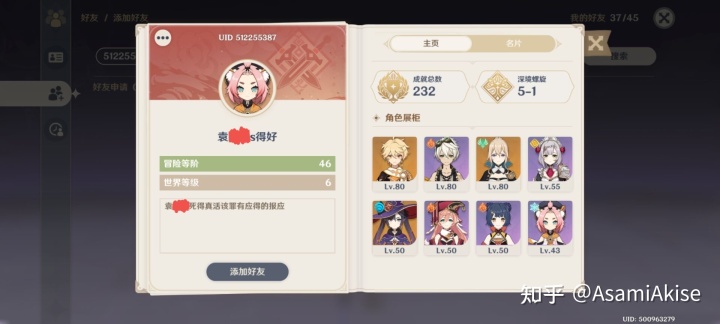 好友 / 添加好友
我的好友 37/45
51225
搜索
好友申请
UID 512255387
袁 s得好
冒险等阶 46
世界等级 6
袁 死得真活该罪有应得的报应
添加好友
主页
名片
成就总数
232
深境螺旋
5-1
角色展柜
Lv.80 Lv.80 Lv.80 Lv.55
Lv.50 Lv.50 Lv.50 Lv.43
知乎 @AsamiAkise
UID: 500963279